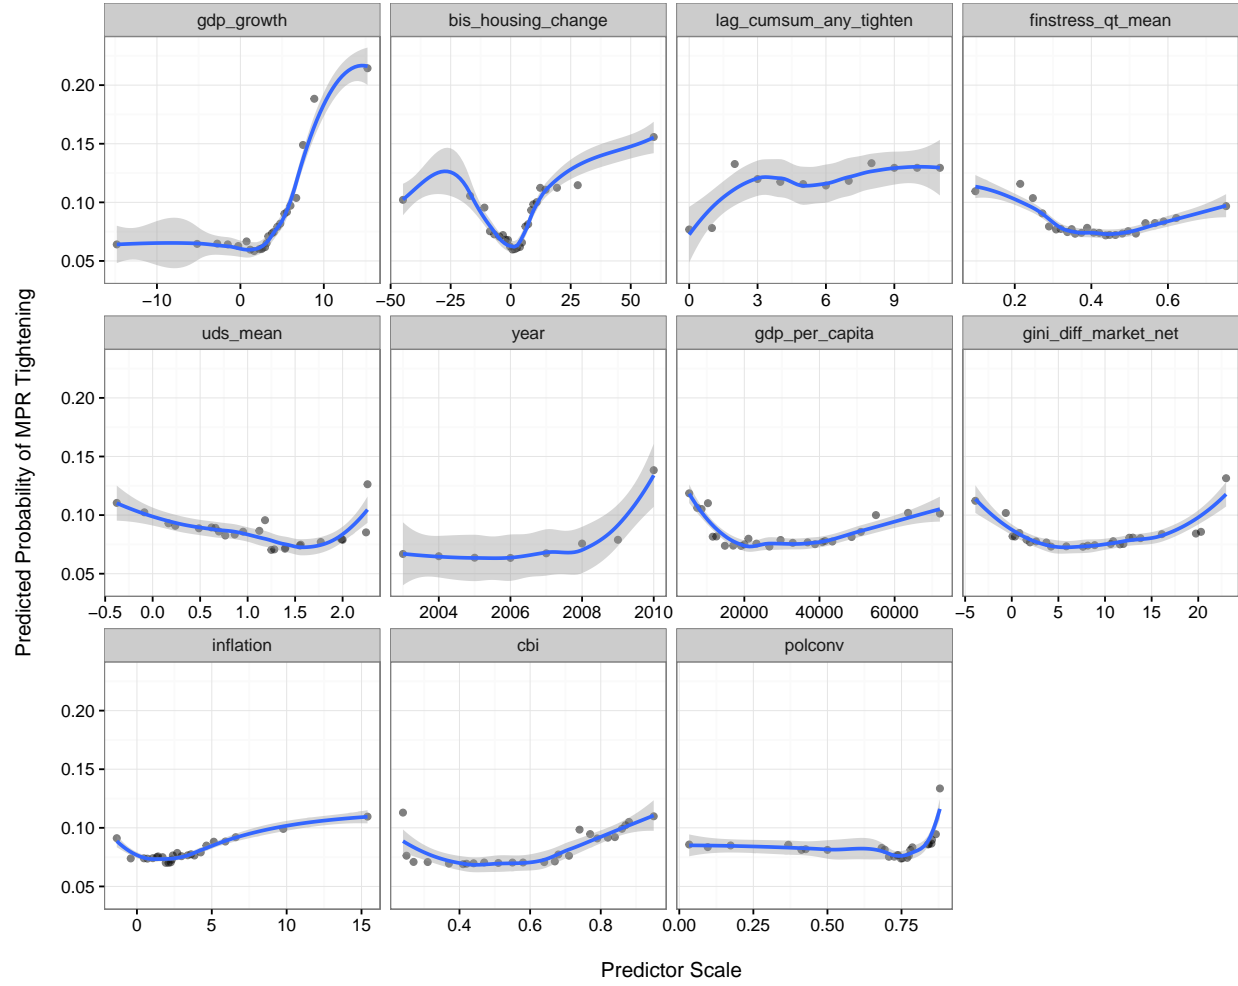 gdp_growth bis_housing_change lag_cumsum_any_tighten finstress_qt_mean
0.20
0.15
0.10
0.05
−10 0 10 −50 −25 0 25 50 0 3 6 9 0.2 0.4 0.6
uds_mean year gdp_per_capita gini_diff_market_net
0.20
0.15
0.10
0.05
−0.5 0.0 0.5 1.0 1.5 2.0 2004 2006 2008 2010 20000 40000 60000 −5 0 5 10 15 20
inflation cbi polconv
0.20
0.15
0.10
0.05
0 5 10 15 0.4 0.6 0.8 0.00 0.25 0.50 0.75
Predicted Probability of MPR Tightening
Predictor Scale